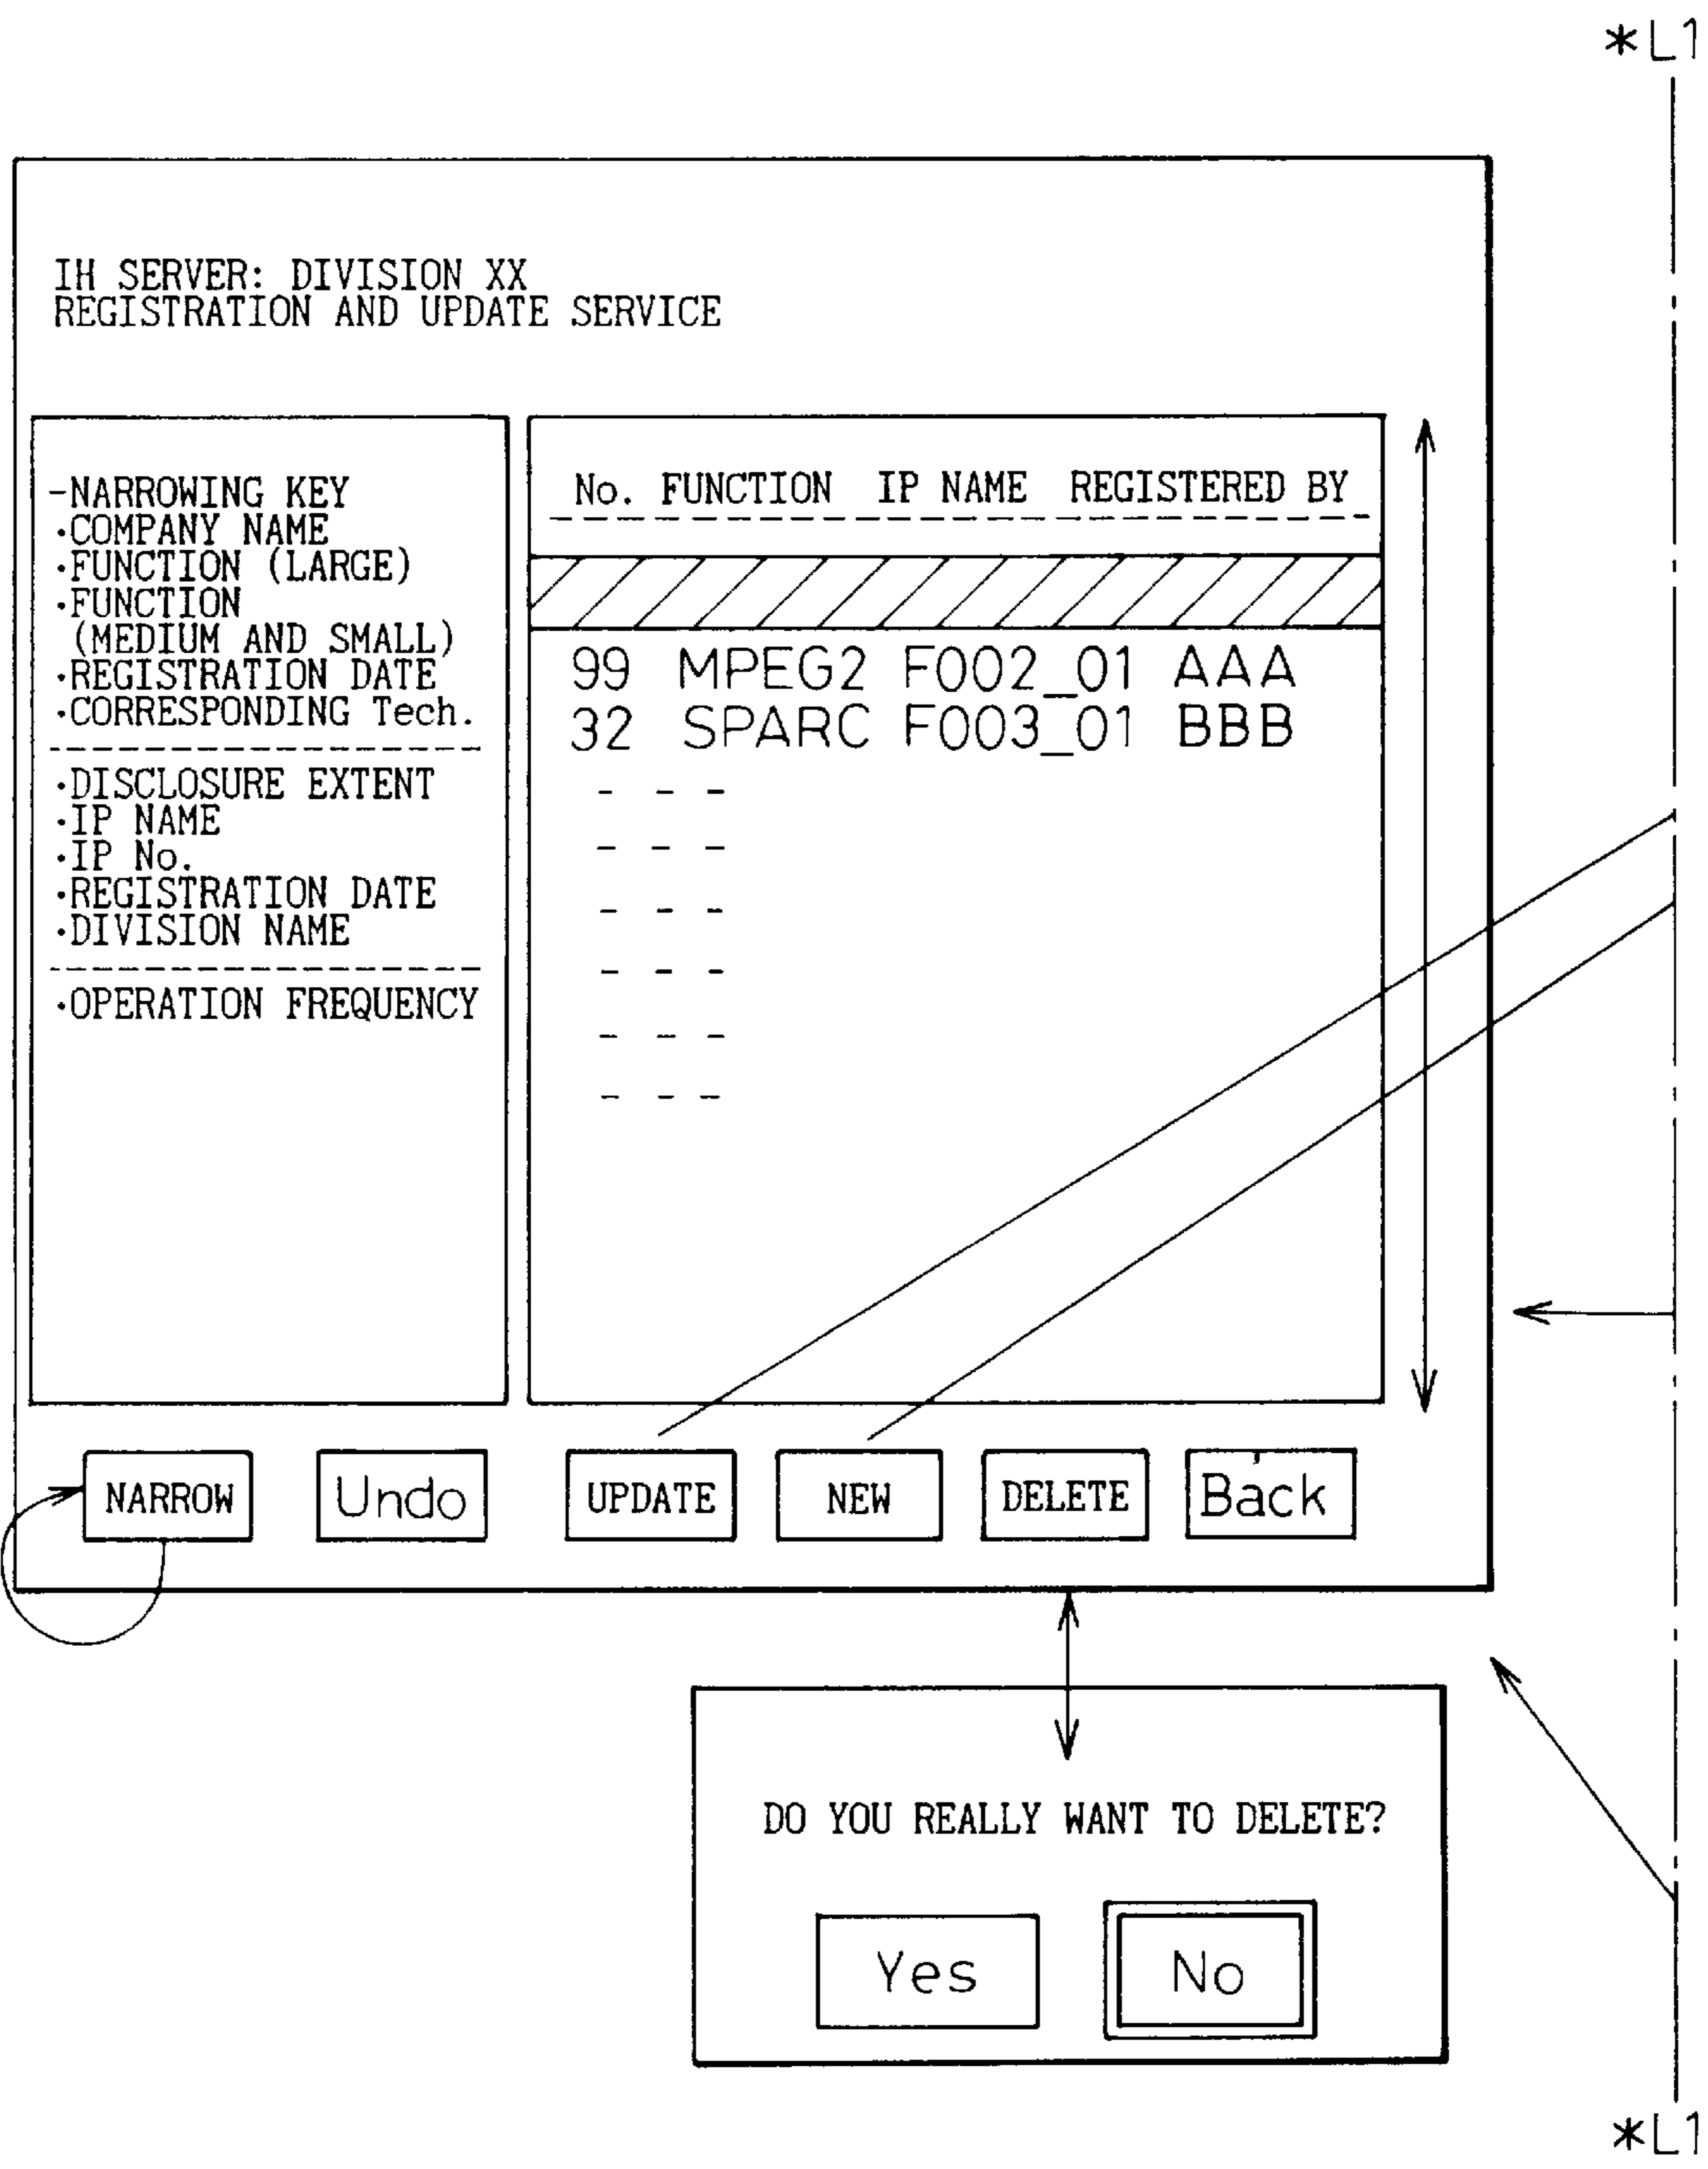 *L1
IH SERVER: DIVISION XX
REGISTRATION AND UPDATE SERVICE
-NARROWING KEY
·COMPANY NAME
·FUNCTION (LARGE)
·FUNCTION
(MEDIUM AND SMALL)
·REGISTRATION DATE
·CORRESPONDING Tech.
·DISCLOSURE EXTENT
·IP NAME
·IP No.
·REGISTRATION DATE
·DIVISION NAME
·OPERATION FREQUENCY
No. FUNCTION IP NAME REGISTERED BY
99 MPEG2 F002_01 AAA
32 SPARC F003_01 BBB
- - -
- - -
- - -
- - -
- - -
- - -
NARROW Undo UPDATE NEW DELETE Back
DO YOU REALLY WANT TO DELETE?
Yes No
*L1